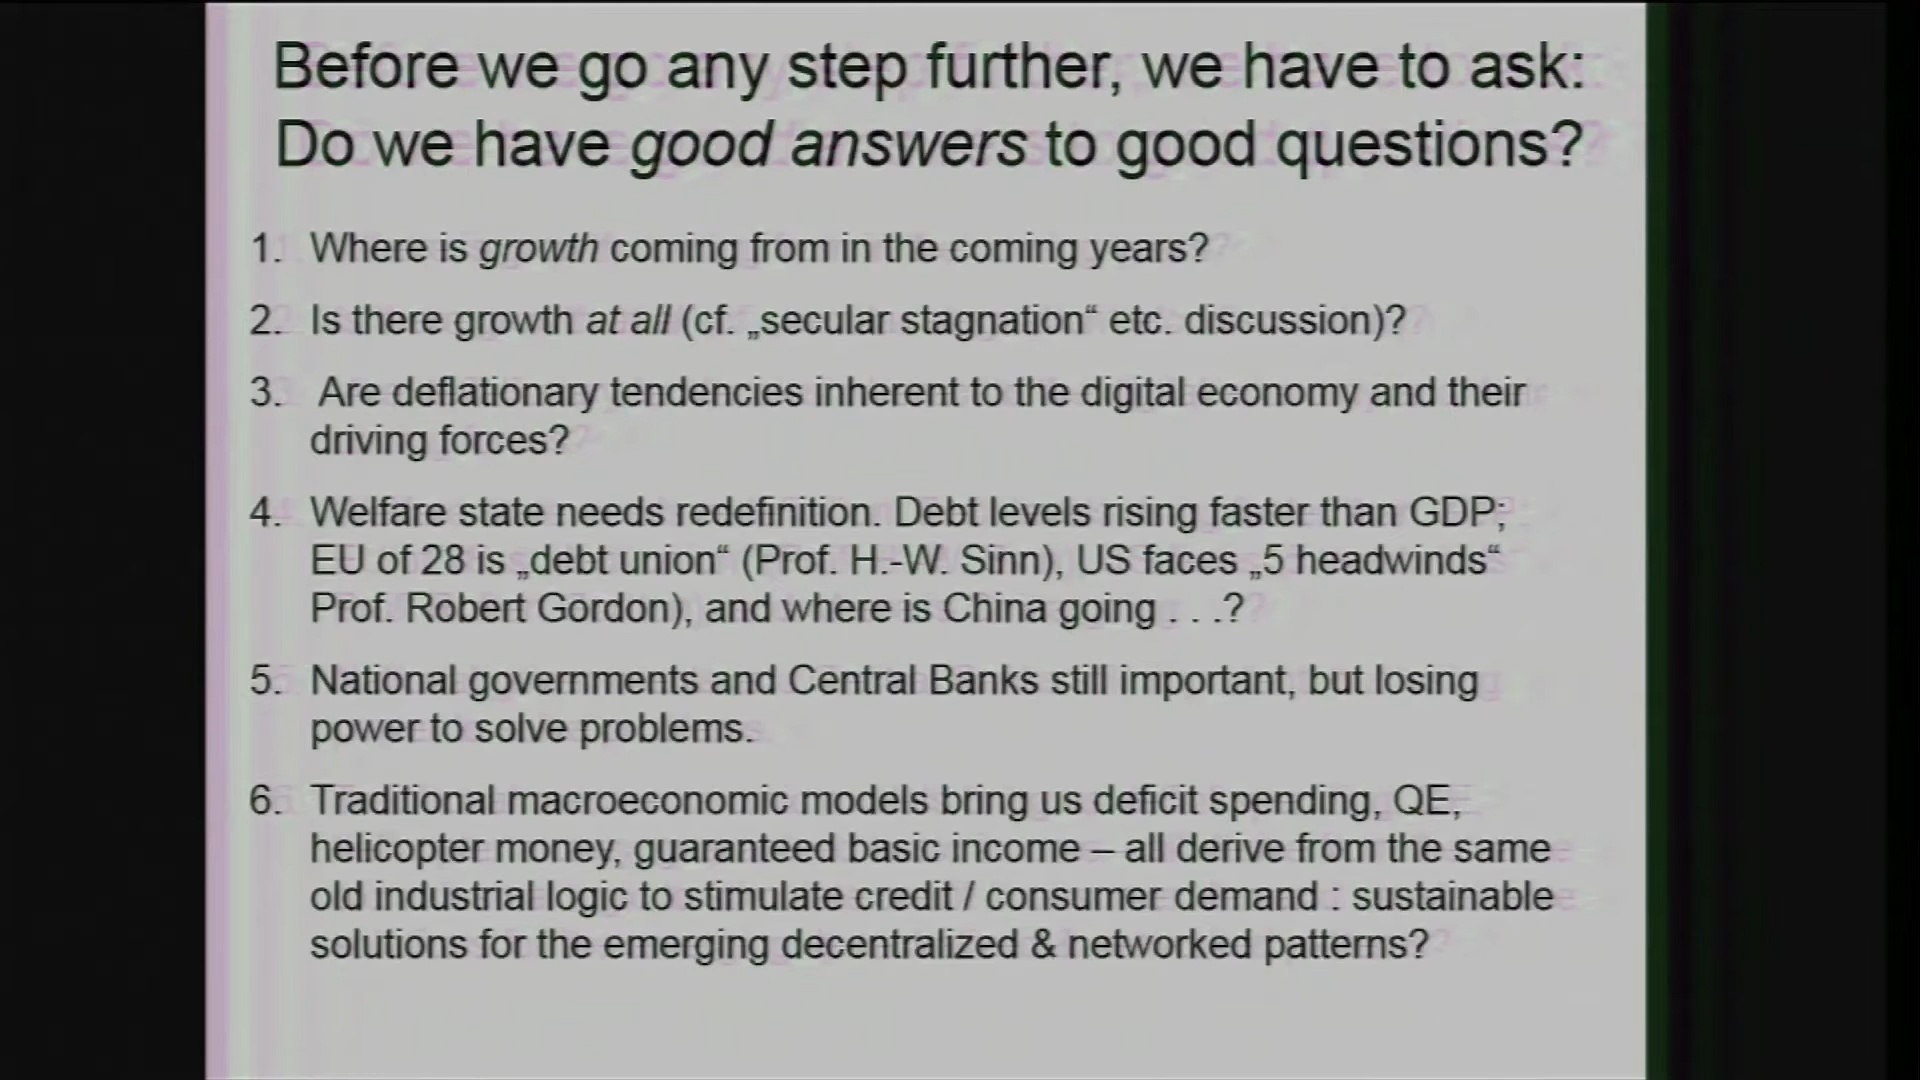 Before we go any step further, we have to ask:
Do we have good answers to good questions?
1. Where is growth coming from in the coming years?
2. Is there growth at all (cf. „secular stagnation“ etc. discussion)?
3. Are deflationary tendencies inherent to the digital economy and their
driving forces?
4. Welfare state needs redefinition. Debt levels rising faster than GDP;
EU of 28 is „debt union“ (Prof. H.-W. Sinn), US faces „5 headwinds“
Prof. Robert Gordon), and where is China going . . .?
5. National governments and Central Banks still important, but losing
power to solve problems.
6. Traditional macroeconomic models bring us deficit spending, QE,
helicopter money, guaranteed basic income – all derive from the same
old industrial logic to stimulate credit / consumer demand : sustainable
solutions for the emerging decentralized & networked patterns?